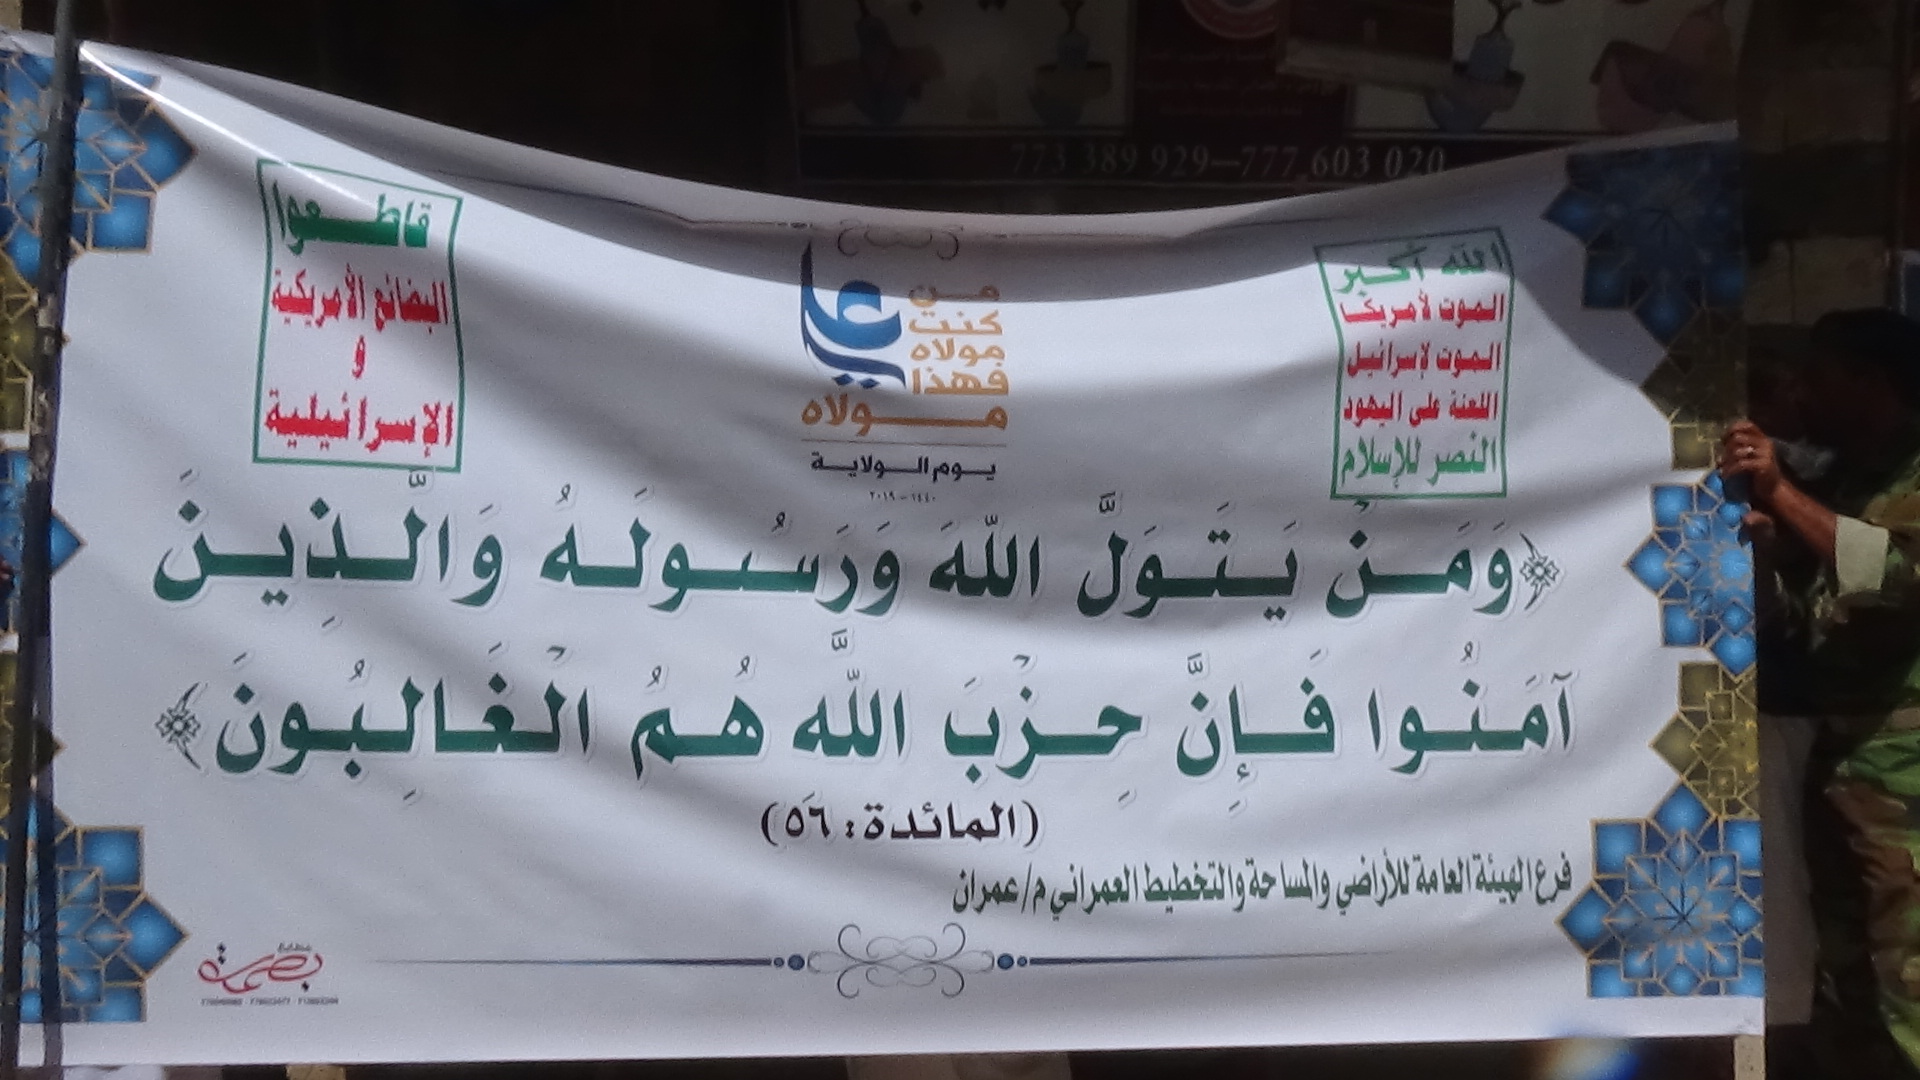 773 389 929—777 603 020
الله أكبر
الموت لأمريكا
الموت لإسرائيل
اللعنة على اليهود
النصر للإسلام
من
كنت
مولاه
فهذا
علي
مولاه
يوم الولاية
١٤٤٠ - ٢٠١٩
قاطعوا
البضائع الأمريكية
و
الإسرائيلية
﴿وَمَنْ يَتَوَلَّ اللَّهَ وَرَسُولَهُ وَالَّذِينَ
آمَنُوا فَإِنَّ حِزْبَ اللَّهِ هُمُ الْغَالِبُونَ﴾
(المائدة: ٥٦)
فرع الهيئة العامة للأراضي والمساحة والتخطيط العمراني م/عمران
بصمة